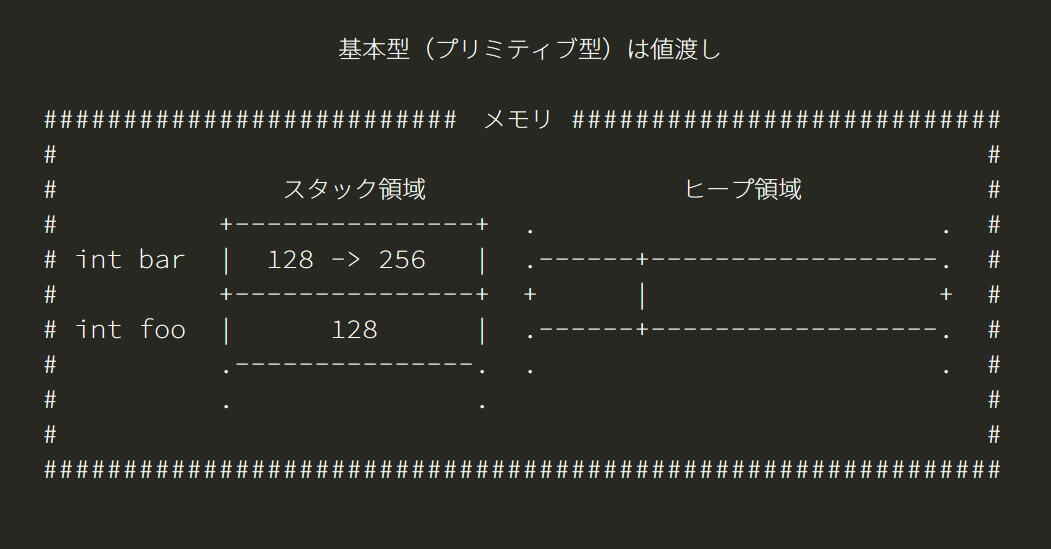 基本型（プリミティブ型）は値渡し
########################## メモリ ###########################
#                                                          #
#              スタック領域                ヒープ領域            #
#          +---------------+  .                         .  #
# int bar  |  128 -> 256   |  .------+------------------.  #
#          +---------------+  +      |                  +  #
# int foo  |      128      |  .------+------------------.  #
#          .---------------.  .                         .  #
#          .               .                               #
#                                                          #
############################################################